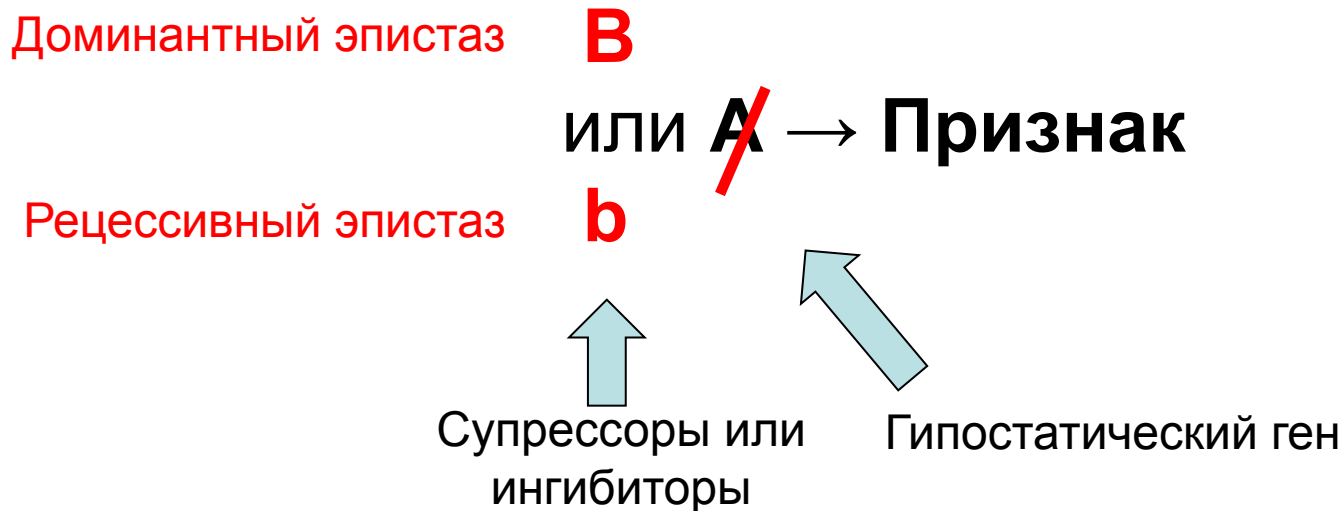 Доминантный эпистаз B
или A → Признак
Рецессивный эпистаз b
Супрессоры или
ингибиторы
Гипостатический ген